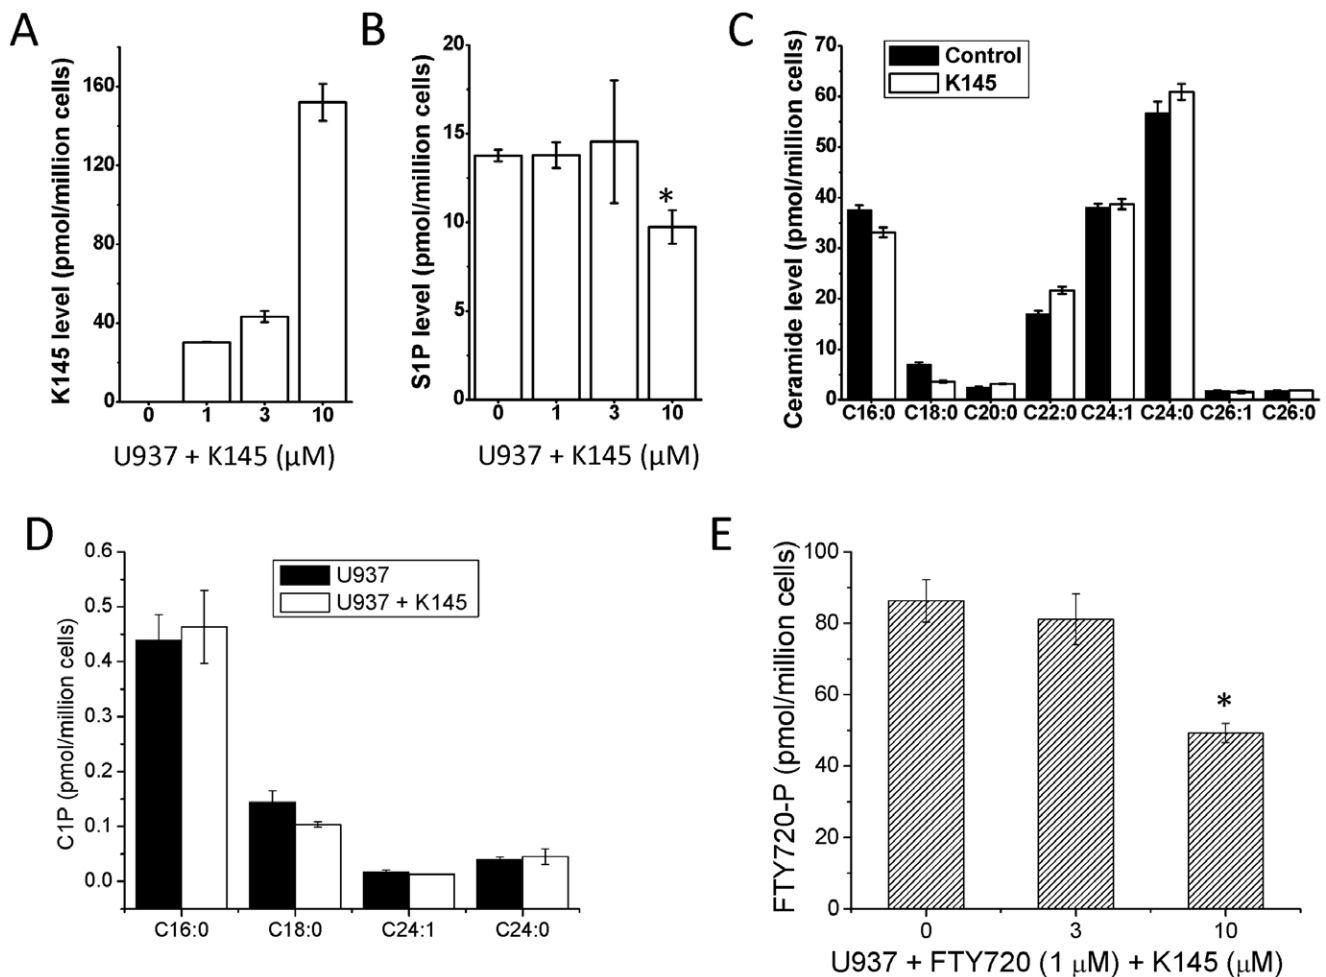 A
K145 level (pmol/million cells)
160
120
80
40
0
0 1 3 10
U937 + K145 (μM)
B
S1P level (pmol/million cells)
20
15
10
5
0
*
0 1 3 10
U937 + K145 (μM)
C
Ceramide level (pmol/million cells)
70
60
50
40
30
20
10
0
Control
K145
C16:0 C18:0 C20:0 C22:0 C24:1 C24:0 C26:1 C26:0
D
C1P (pmol/million cells)
0.6
0.5
0.4
0.3
0.2
0.1
0.0
U937
U937 + K145
C16:0 C18:0 C24:1 C24:0
E
FTY720-P (pmol/million cells)
100
80
60
40
20
0
*
0 3 10
U937 + FTY720 (1 μM) + K145 (μM)